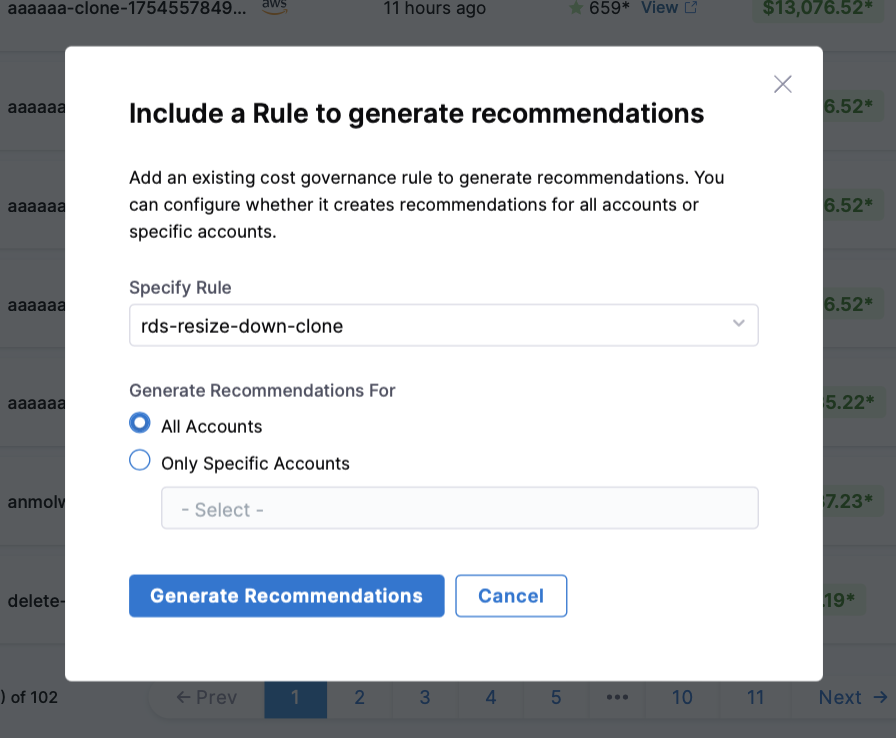 aaaaaa-clone-1754557849... aws 11 hours ago 659* View $13,076.52*
Include a Rule to generate recommendations
aaaaaa 6.52*
Add an existing cost governance rule to generate recommendations. You
can configure whether it creates recommendations for all accounts or
aaaaaa 6.52*
specific accounts.
Specify Rule
aaaaaa 6.52*
rds-resize-down-clone
Generate Recommendations For
aaaaaa 5.22*
All Accounts
Only Specific Accounts
anmolv 7.23*
- Select -
Generate Recommendations Cancel
delete- .19*
) of 102 ← Prev 1 2 3 4 5 ••• 10 11 Next →